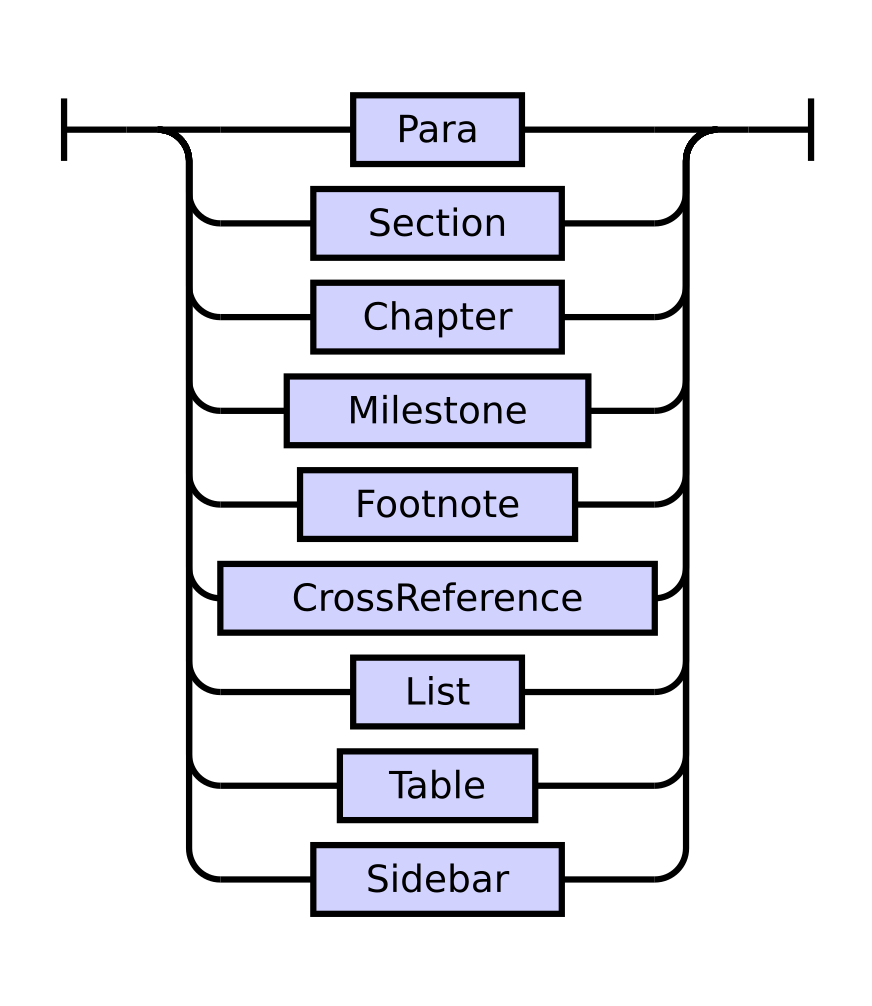 Para
Section
Chapter
Milestone
Footnote
CrossReference
List
Table
Sidebar